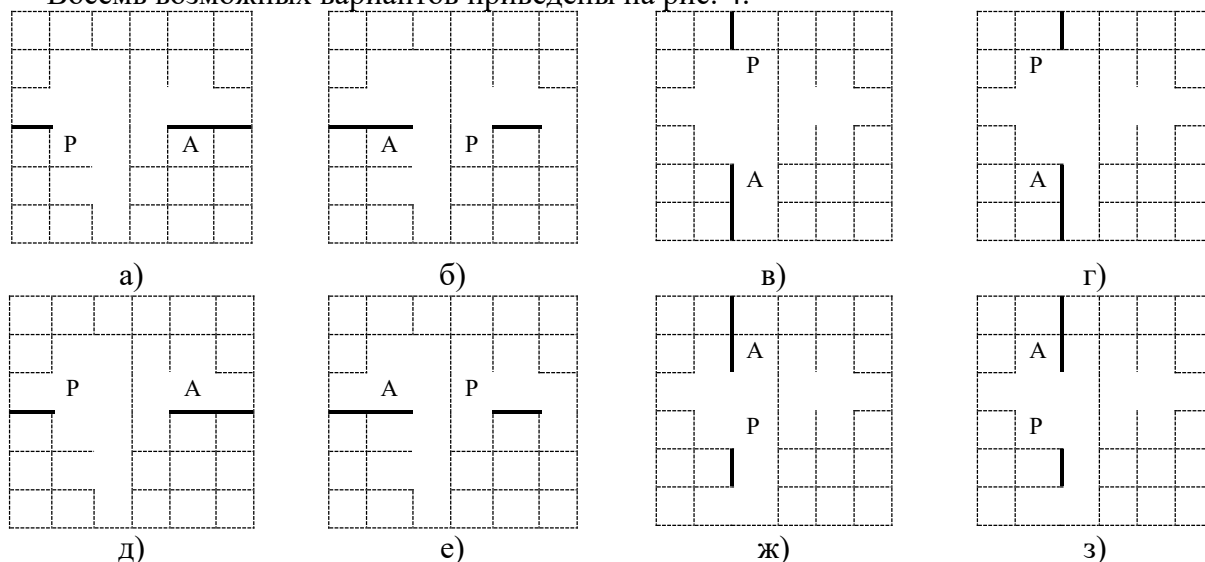 Восемь возможных вариантов приведены на рис. 4.
Р Р
Р А А Р
А А
а) б) в) г)
А А
Р А А Р
Р Р
д) е) ж) з)